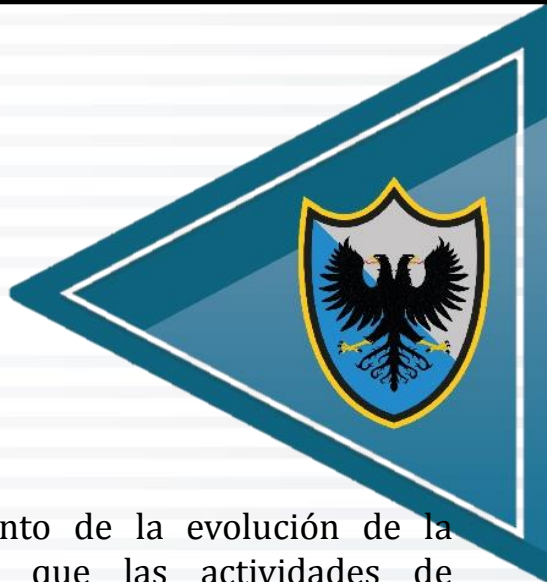 nto de la evolución de la
que las actividades de